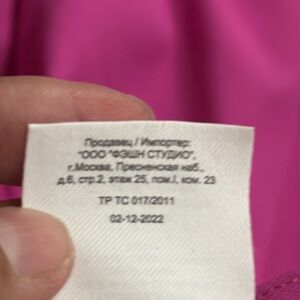 Продавец / Импортер:
"ООО "ФЭШН СТУДИО",
г.Москва, Пресненская наб.,
д.6, стр.2, этаж 25, пом.I, ком. 23
ТР ТС 017/2011
02-12-2022